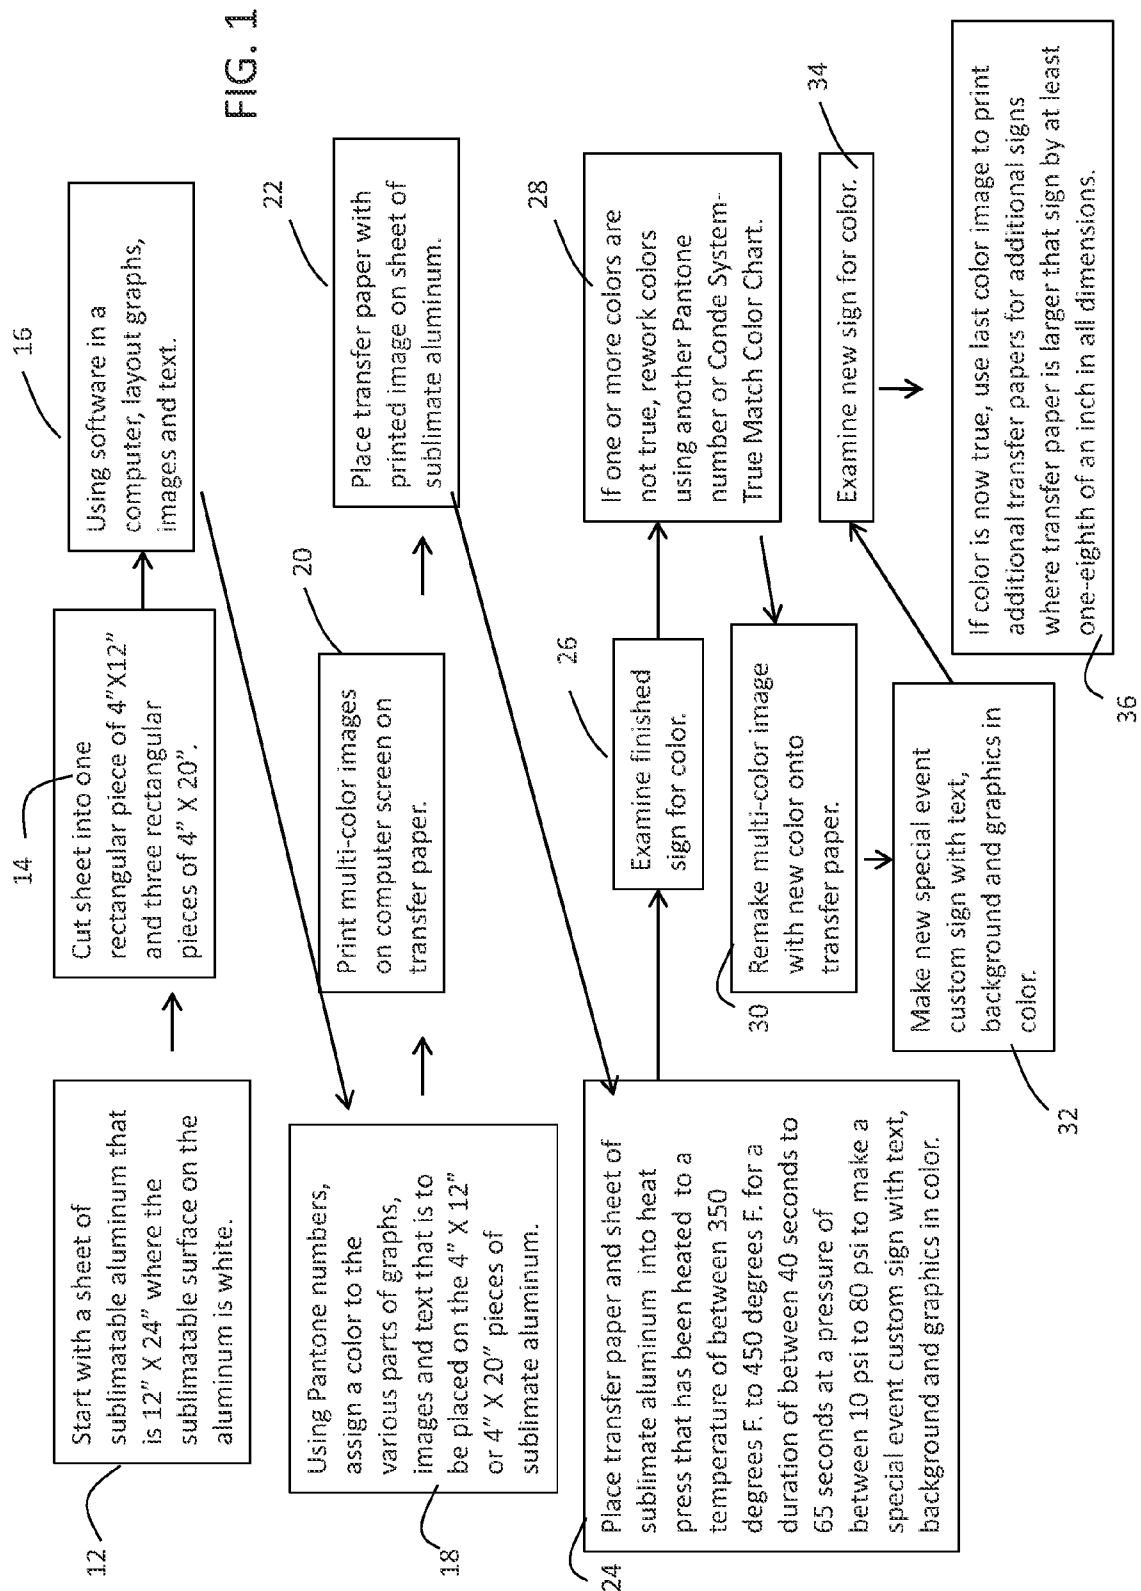 FIG. 1
12
Start with a sheet of
sublimatable aluminum that
is 12” X 24” where the
sublimatable surface on the
aluminum is white.
14
Cut sheet into one
rectangular piece of 4”X12”
and three rectangular
pieces of 4” X 20”.
16
Using software in a
computer, layout graphs,
images and text.
18
Using Pantone numbers,
assign a color to the
various parts of graphs,
images and text that is to
be placed on the 4” X 12”
or 4” X 20” pieces of
sublimate aluminum.
20
Print multi-color images
on computer screen on
transfer paper.
22
Place transfer paper with
printed image on sheet of
sublimate aluminum.
24
Place transfer paper and sheet of
sublimate aluminum into heat
press that has been heated to a
temperature of between 350
degrees F. to 450 degrees F. for a
duration of between 40 seconds to
65 seconds at a pressure of
between 10 psi to 80 psi to make a
special event custom sign with text,
background and graphics in color.
26
Examine finished
sign for color.
28
If one or more colors are
not true, rework colors
using another Pantone
number or Conde System-
True Match Color Chart.
30
Remake multi-color image
with new color onto
transfer paper.
32
Make new special event
custom sign with text,
background and graphics in
color.
34
Examine new sign for color.
36
If color is now true, use last color image to print
additional transfer papers for additional signs
where transfer paper is larger that sign by at least
one-eighth of an inch in all dimensions.